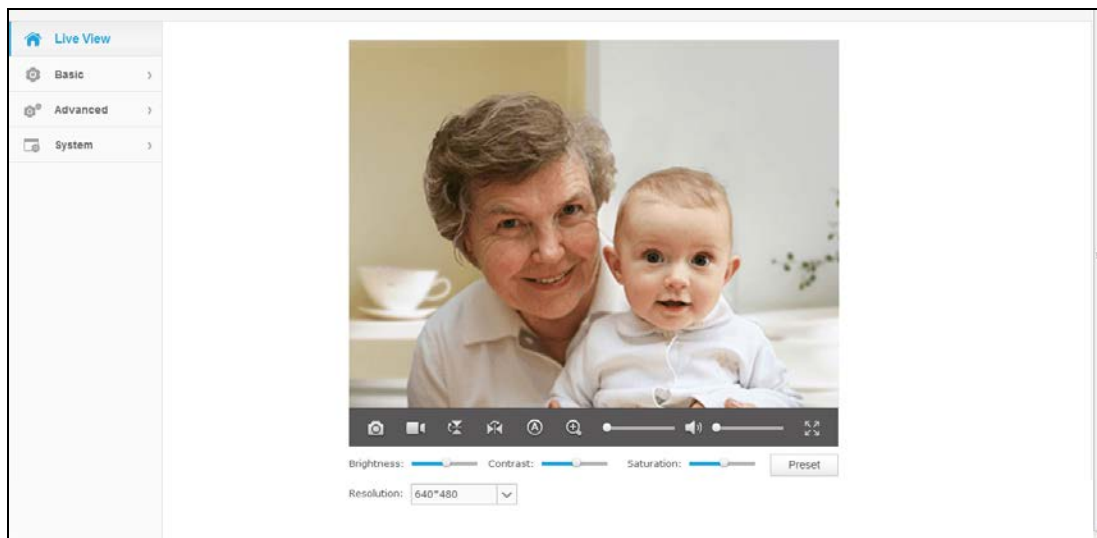 Live View
Basic
Advanced
System
A
Brightness: Contrast: Saturation: Preset
Resolution: 640*480